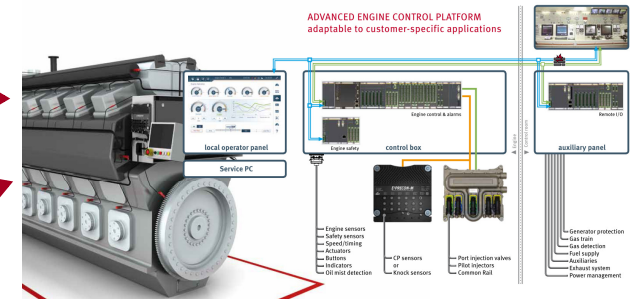 ADVANCED ENGINE CONTROL PLATFORM
adaptable to customer-specific applications
Engine control & alarms
Remote I/O
Engine safety
local operator panel
control box
auxiliary panel
Service PC
Engine
Control room
Engine sensors
Safety sensors
Speed/timing
Actuators
Buttons
Indicators
Oil mist detection
CP sensors
or
Knock sensors
Port injection valves
Pilot injectors
Common Rail
Generator protection
Gas train
Gas detection
Fuel supply
Auxiliaries
Exhaust system
Power management